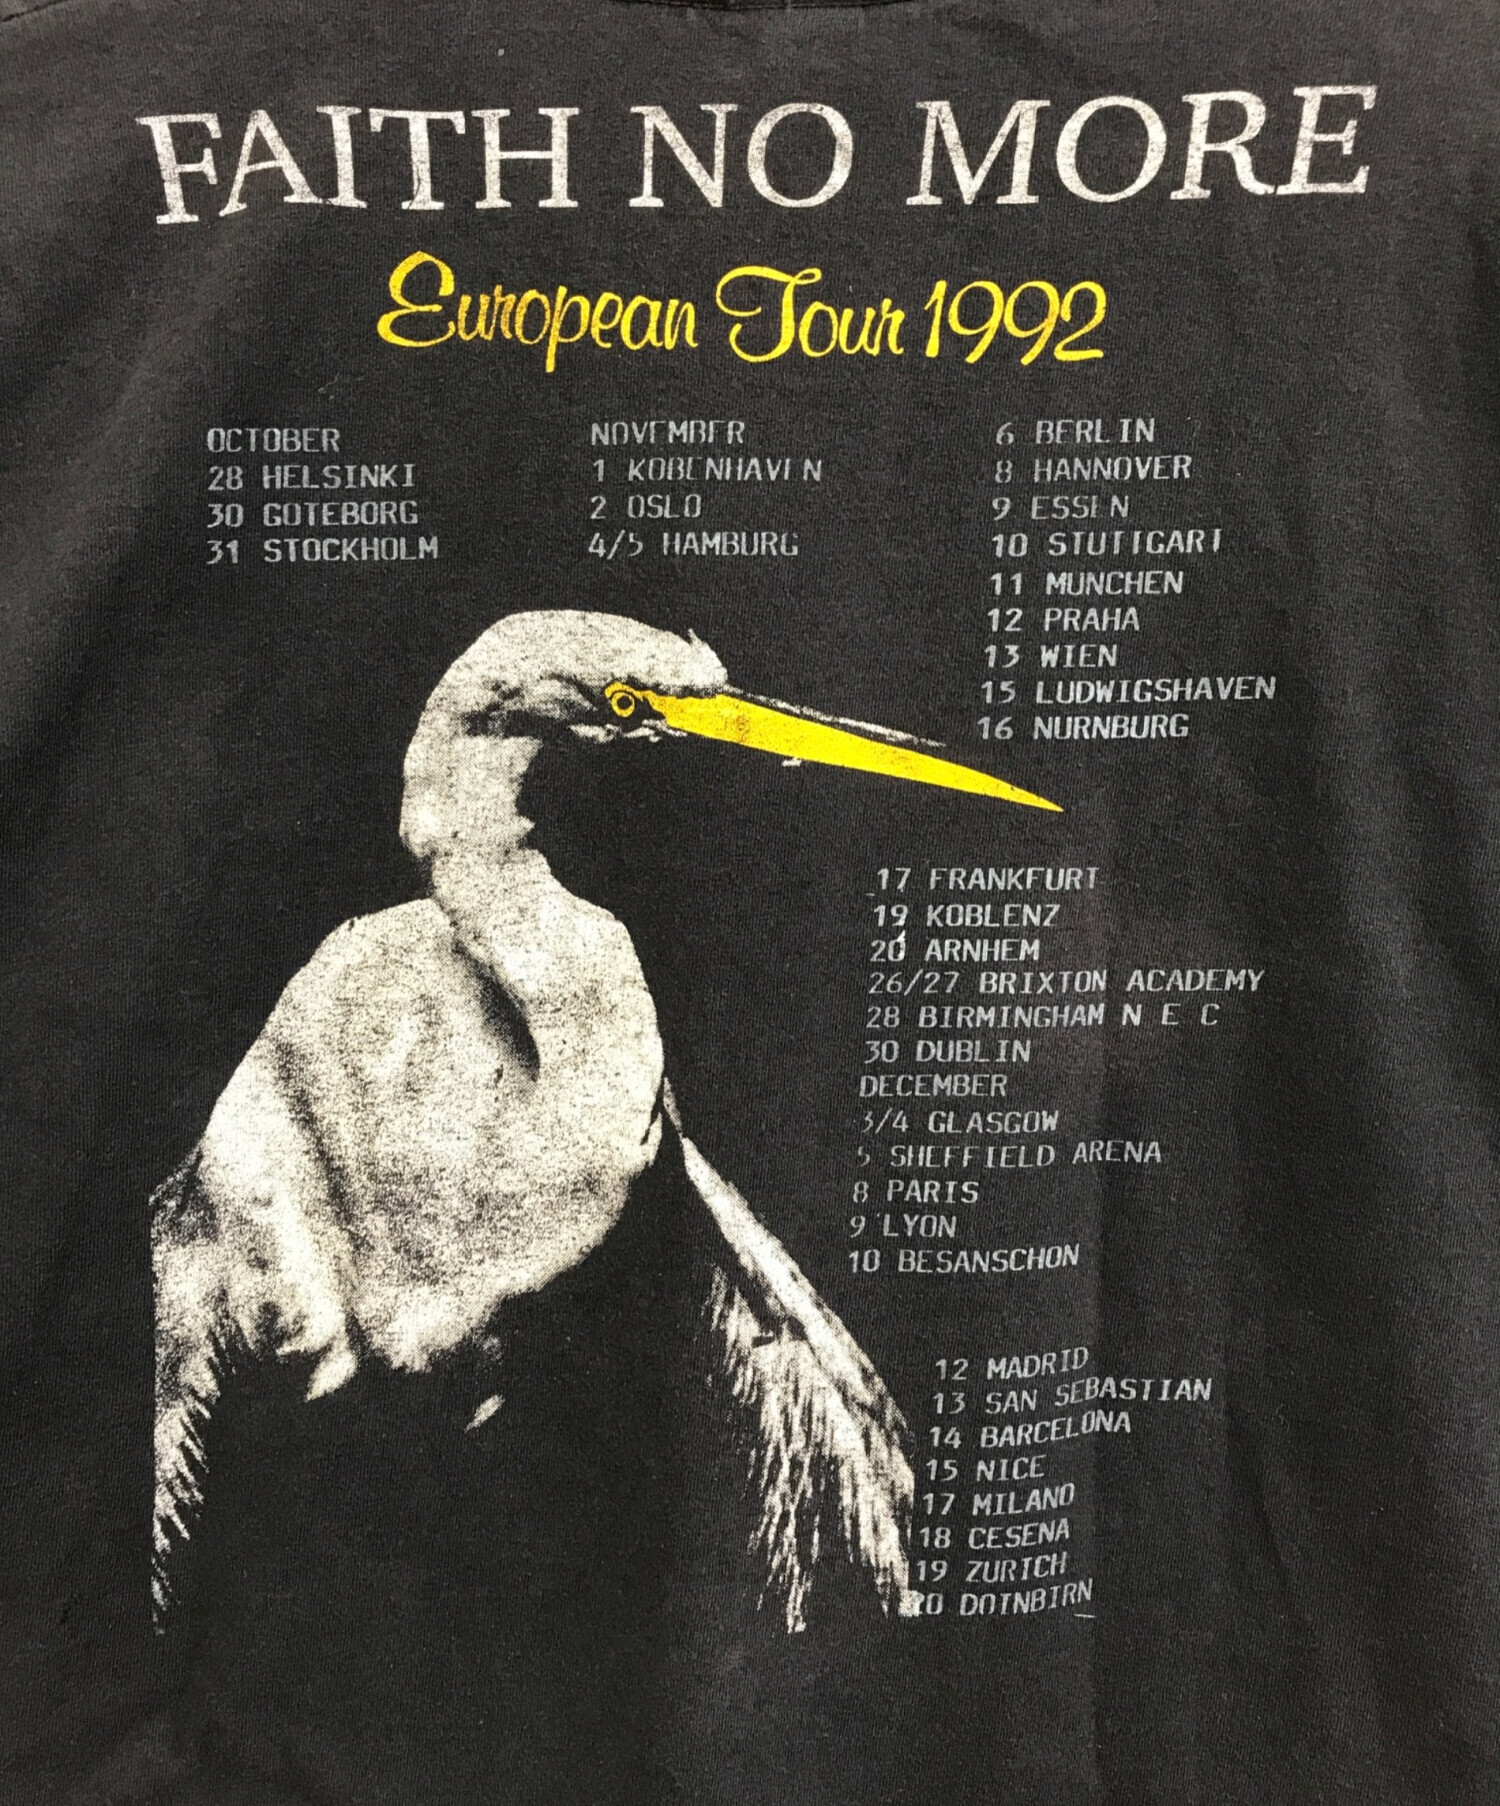 FAITH NO MORE
European Tour 1992
OCTOBER
28 HELSINKI
30 GOTEBORG
31 STOCKHOLM
NOVEMBER
1 KOBENHAVEN
2 OSLO
4/5 HAMBURG
6 BERLIN
8 HANNOVER
9 ESSEN
10 STUTTGART
11 MUNCHEN
12 PRAHA
13 WIEN
15 LUDWIGSHAVEN
16 NURNBURG
17 FRANKFURT
19 KOBLENZ
20 ARNHEM
26/27 BRIXTON ACADEMY
28 BIRMINGHAM N E C
30 DUBLIN
DECEMBER
3/4 GLASGOW
5 SHEFFIELD ARENA
8 PARIS
9 LYON
10 BESANSCHON
12 MADRID
13 SAN SEBASTIAN
14 BARCELONA
15 NICE
17 MILANO
18 CESENA
19 ZURICH
20 DOINBIRN